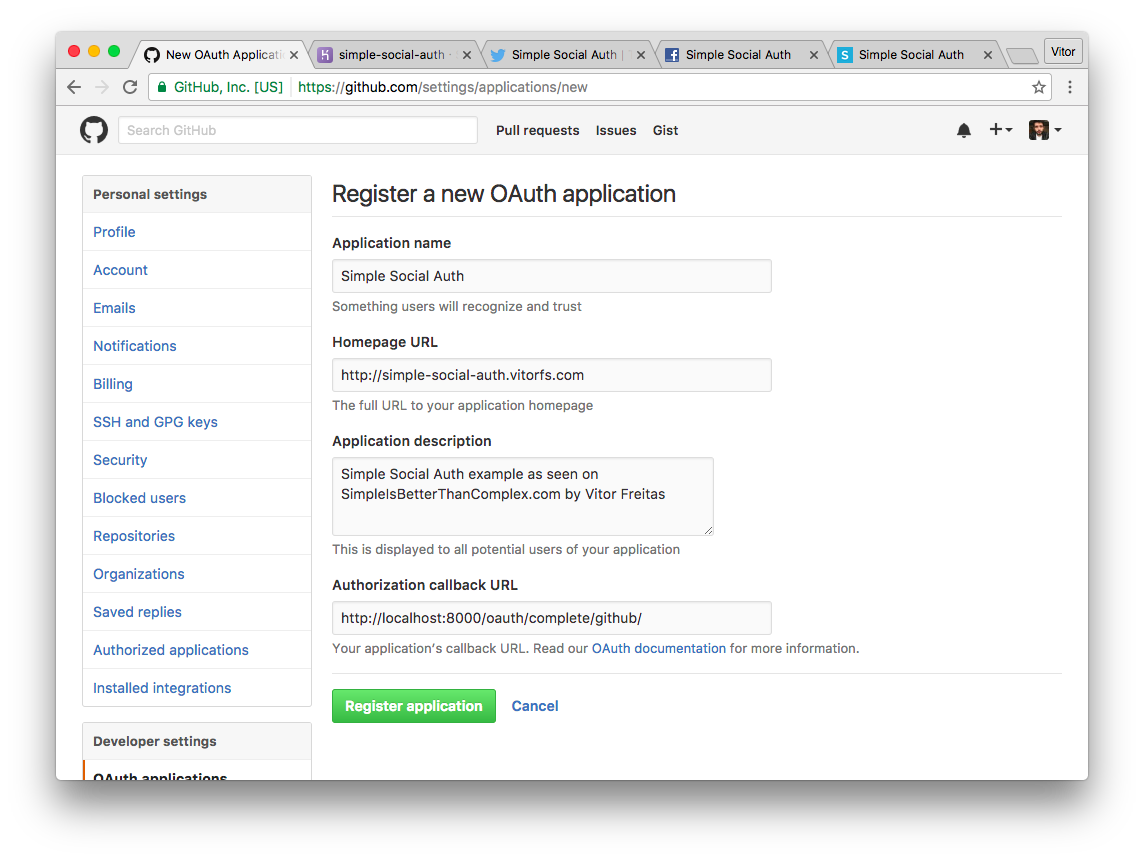 New OAuth Applicati
simple-social-auth ·
Simple Social Auth |
Simple Social Auth
S
Simple Social Auth
Vitor
GitHub, Inc. [US]
https://github.com/settings/applications/new
Search GitHub
Pull requests
Issues
Gist
Personal settings
Profile
Account
Emails
Notifications
Billing
SSH and GPG keys
Security
Blocked users
Repositories
Organizations
Saved replies
Authorized applications
Installed integrations
Developer settings
OAuth applications
Register a new OAuth application
Application name
Simple Social Auth
Something users will recognize and trust
Homepage URL
http://simple-social-auth.vitorfs.com
The full URL to your application homepage
Application description
Simple Social Auth example as seen on
SimpleIsBetterThanComplex.com by Vitor Freitas
This is displayed to all potential users of your application
Authorization callback URL
http://localhost:8000/oauth/complete/github/
Your application’s callback URL. Read our OAuth documentation for more information.
Register application
Cancel